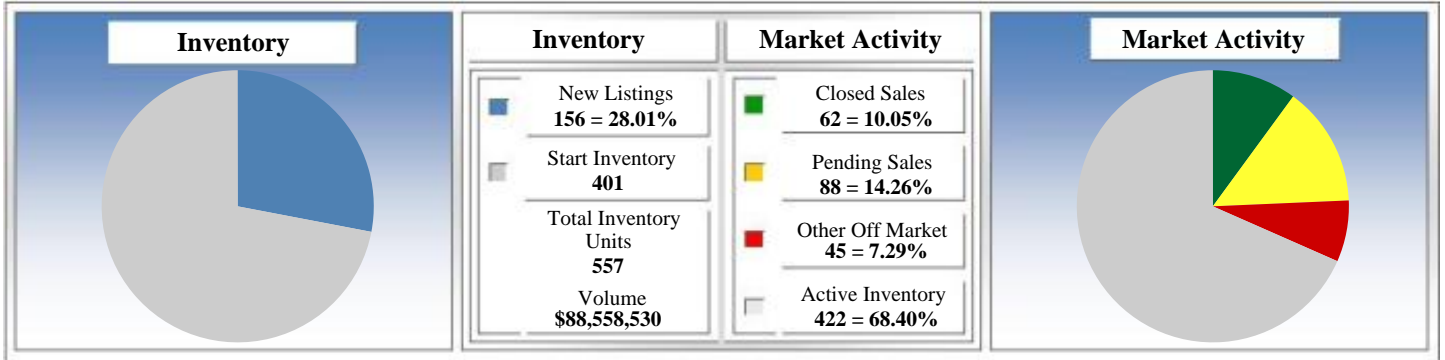 Inventory
Inventory
Market Activity
New Listings
156 = 28.01%
Start Inventory
401
Total Inventory
Units
557
Volume
$88,558,530
Closed Sales
62 = 10.05%
Pending Sales
88 = 14.26%
Other Off Market
45 = 7.29%
Active Inventory
422 = 68.40%
Market Activity